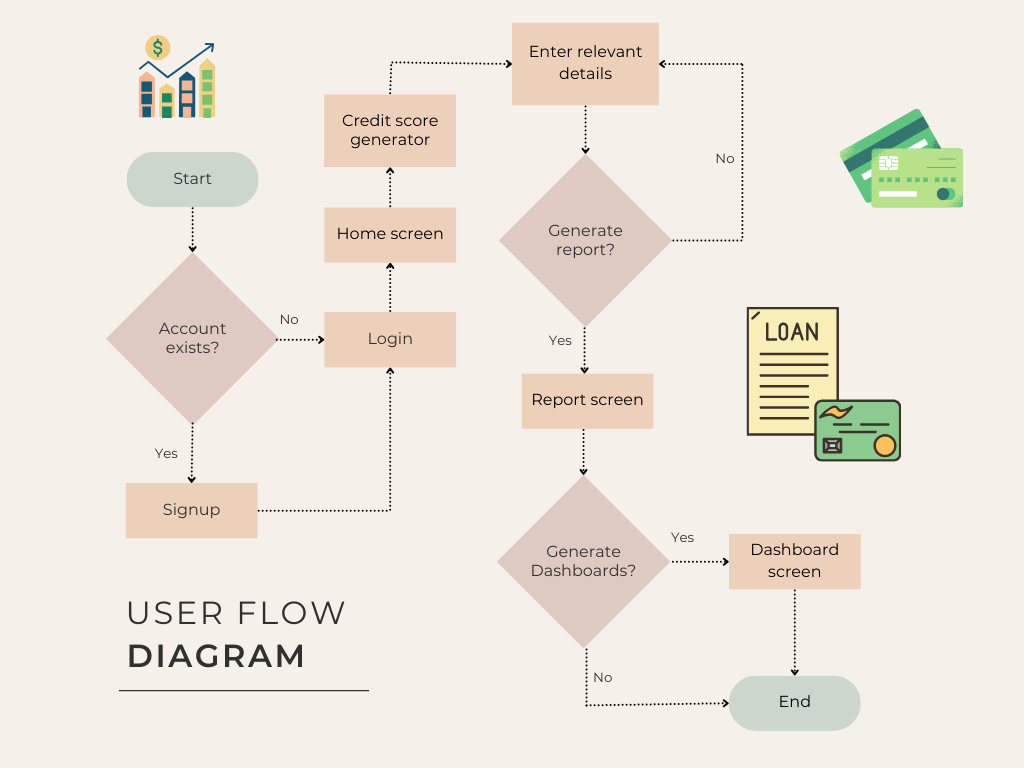 $
Start
Account
exists?
No
Yes
Signup
Login
Home screen
Credit score
generator
Enter relevant
details
Generate
report?
No
Yes
Report screen
Generate
Dashboards?
Yes
No
Dashboard
screen
End
LOAN
USER FLOW
DIAGRAM